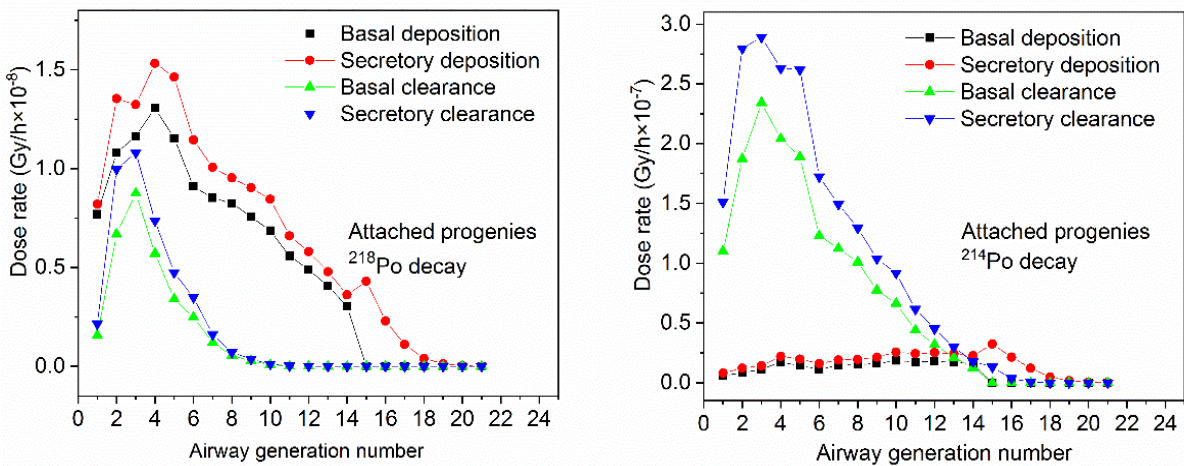 Dose rate (Gy/h×10⁻⁸)
1.5
1.0
0.5
0.0
Basal deposition
Secretory deposition
Basal clearance
Secretory clearance
Attached progenies
²¹⁸Po decay
0 2 4 6 8 10 12 14 16 18 20 22 24
Airway generation number
Dose rate (Gy/h×10⁻⁷)
3.0
2.5
2.0
1.5
1.0
0.5
0.0
Basal deposition
Secretory deposition
Basal clearance
Secretory clearance
Attached progenies
²¹⁴Po decay
0 2 4 6 8 10 12 14 16 18 20 22 24
Airway generation number